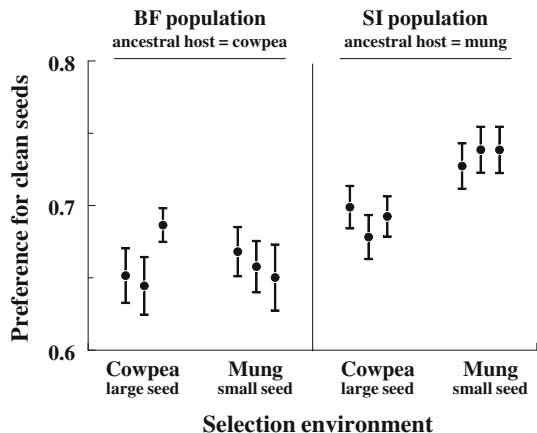 BF population
ancestral host = cowpea
SI population
ancestral host = mung
Preference for clean seeds
0.8
0.7
0.6
Cowpea
large seed
Mung
small seed
Cowpea
large seed
Mung
small seed
Selection environment